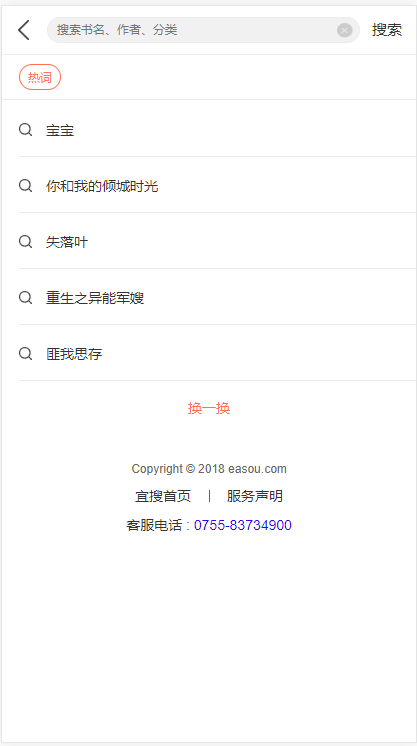 搜索书名、作者、分类 搜索
热词
宝宝
你和我的倾城时光
失落叶
重生之异能军嫂
匪我思存
换一换
Copyright © 2018 easou.com
宜搜首页 | 服务声明
客服电话 : 0755-83734900